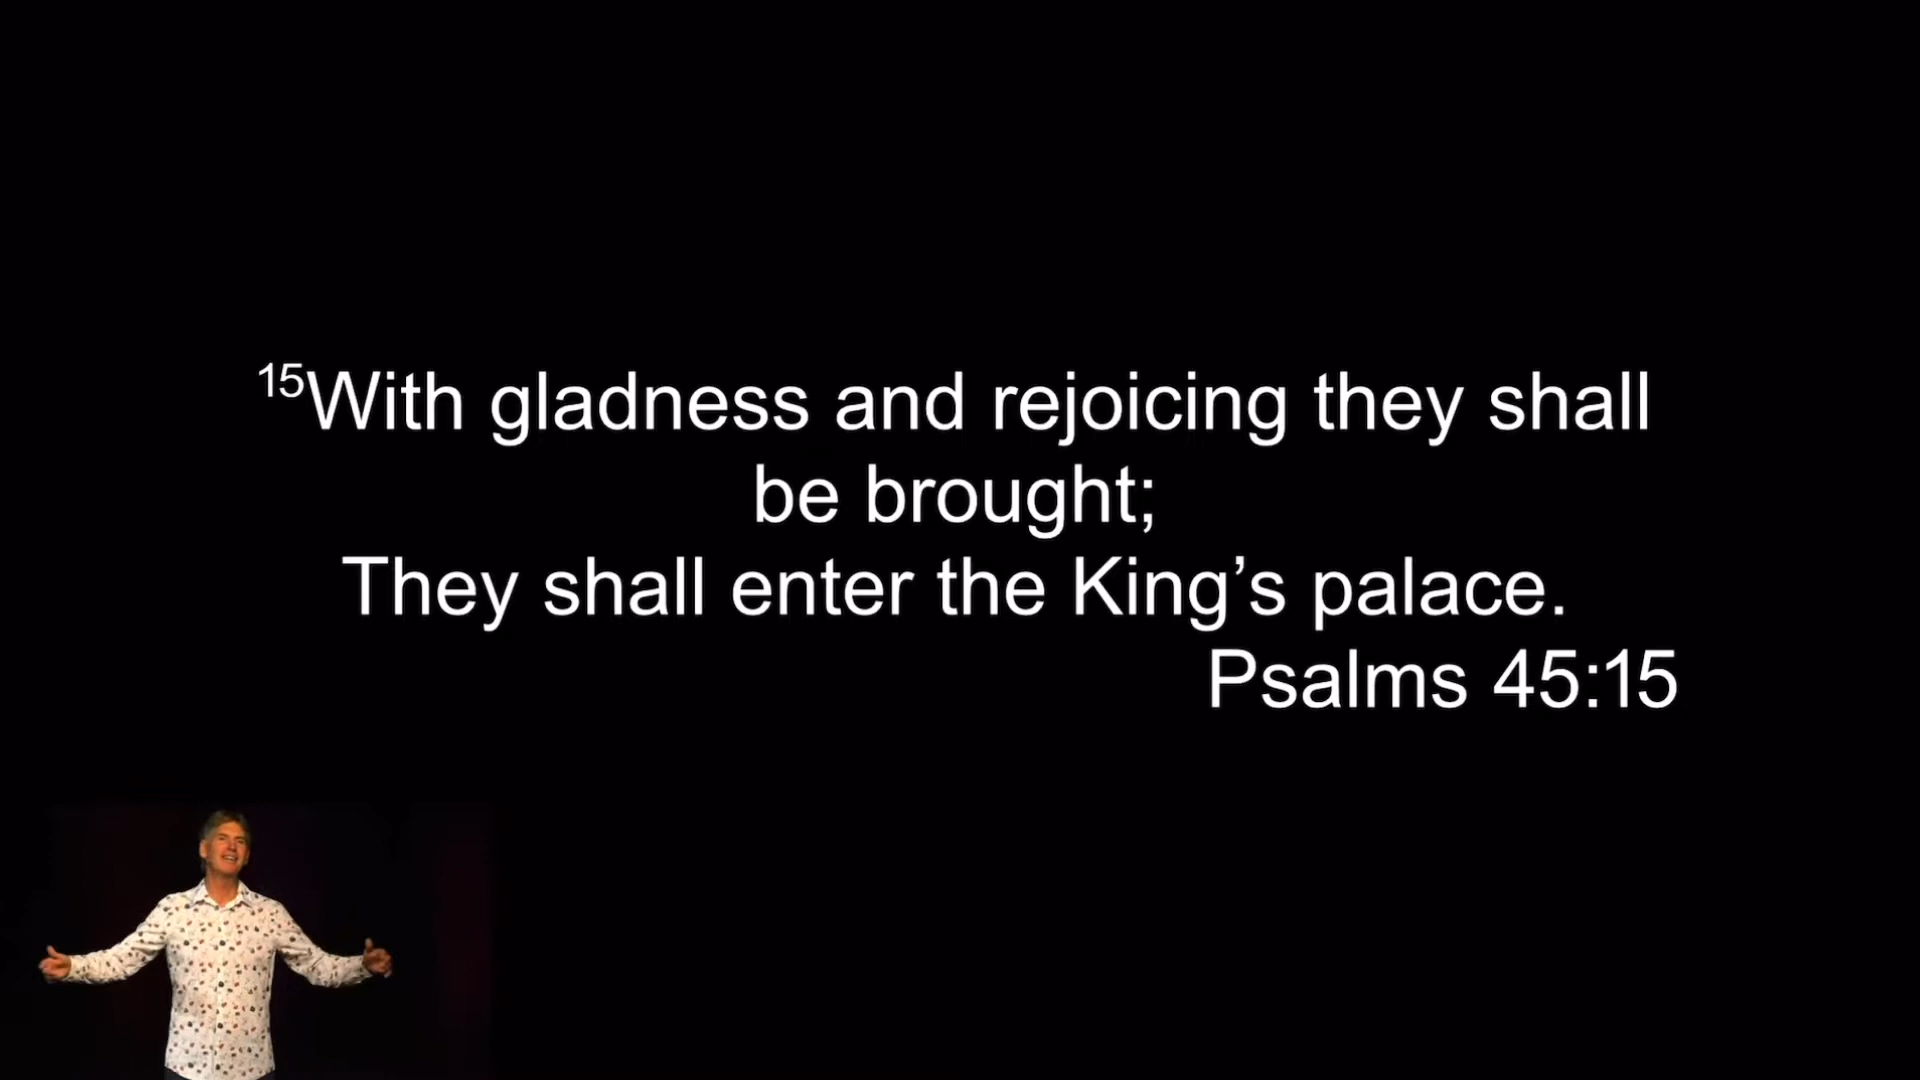 15With gladness and rejoicing they shall
be brought;
They shall enter the King’s palace.
Psalms 45:15